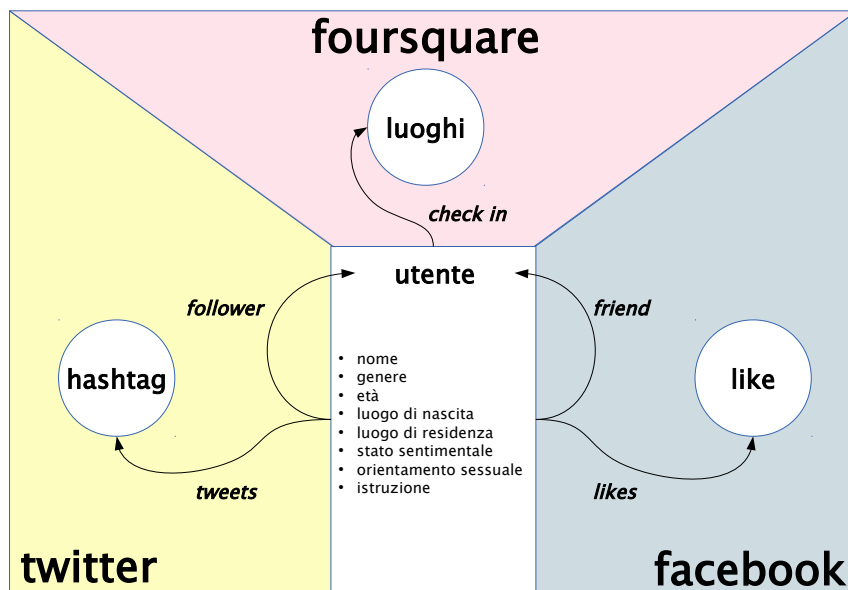 foursquare
luoghi
check in
utente
follower
friend
hashtag
like
• nome
• genere
• età
• luogo di nascita
• luogo di residenza
• stato sentimentale
• orientamento sessuale
• istruzione
tweets
likes
twitter
facebook